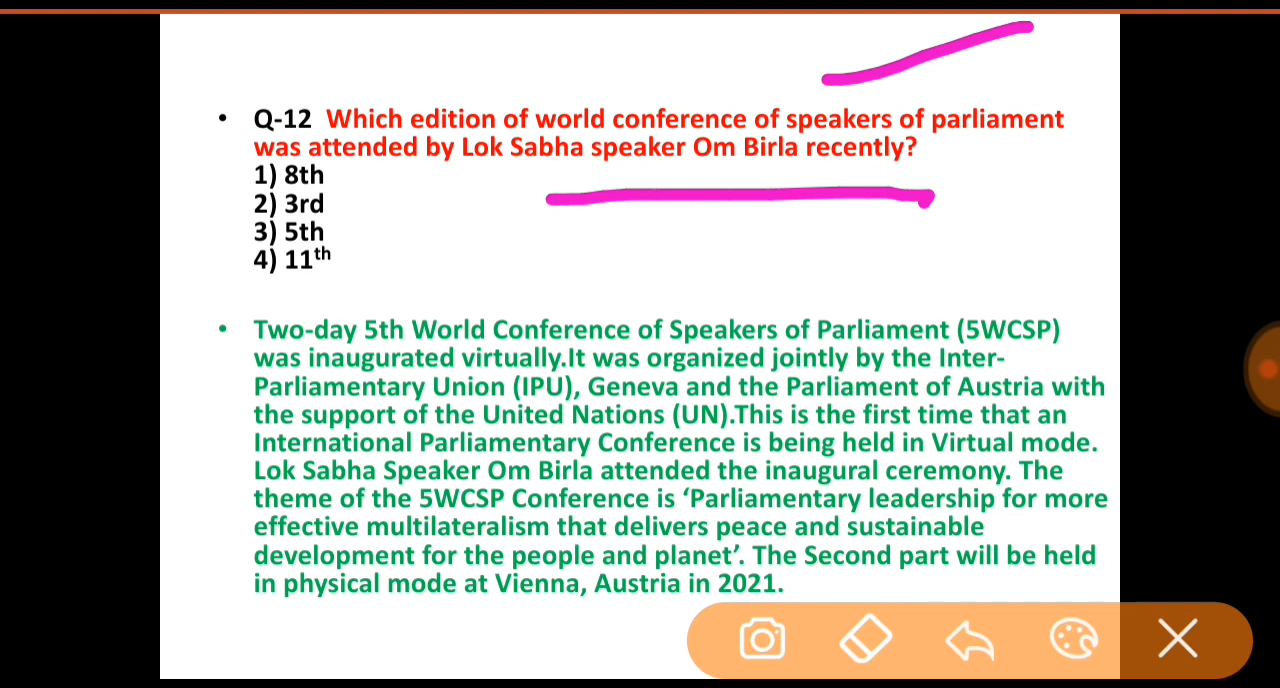 • Q-12 Which edition of world conference of speakers of parliament
was attended by Lok Sabha speaker Om Birla recently?
1) 8th
2) 3rd
3) 5th
4) 11th
• Two-day 5th World Conference of Speakers of Parliament (5WCSP)
was inaugurated virtually.It was organized jointly by the Inter-
Parliamentary Union (IPU), Geneva and the Parliament of Austria with
the support of the United Nations (UN).This is the first time that an
International Parliamentary Conference is being held in Virtual mode.
Lok Sabha Speaker Om Birla attended the inaugural ceremony. The
theme of the 5WCSP Conference is ‘Parliamentary leadership for more
effective multilateralism that delivers peace and sustainable
development for the people and planet’. The Second part will be held
in physical mode at Vienna, Austria in 2021.